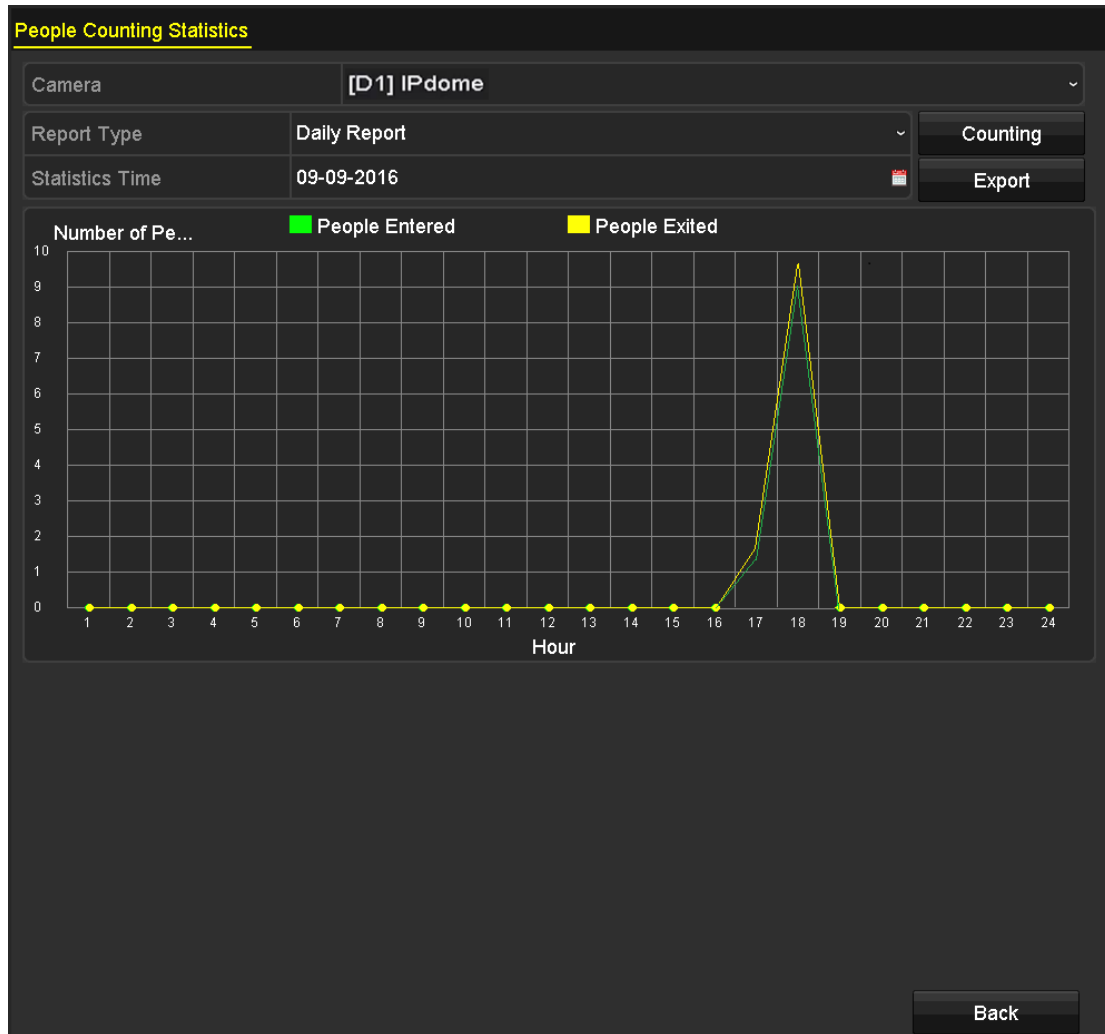 People Counting Statistics
Camera [D1] IPdome
Report Type Daily Report Counting
Statistics Time 09-09-2016 Export
Number of Pe... People Entered People Exited
10
9
8
7
6
5
4
3
2
1
0
1 2 3 4 5 6 7 8 9 10 11 12 13 14 15 16 17 18 19 20 21 22 23 24
Hour
Back